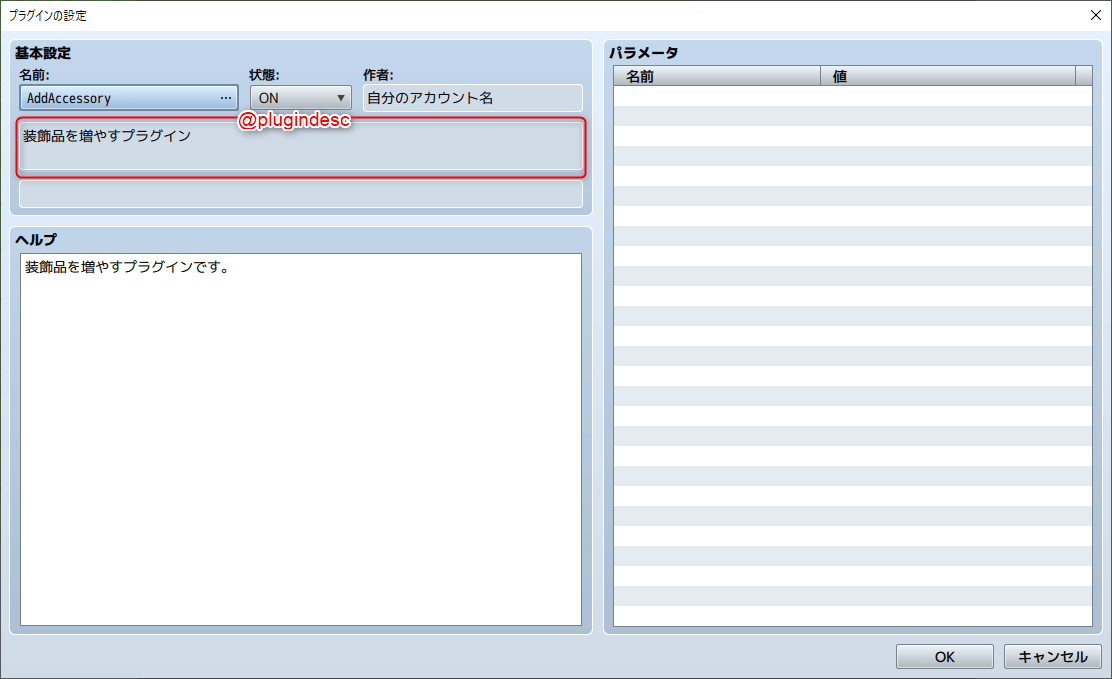 プラグインの設定
基本設定
名前:
状態:
作者:
AddAccessory ...
ON
自分のアカウント名
@plugindesc
装飾品を増やすプラグイン
ヘルプ
装飾品を増やすプラグインです。
パラメータ
名前
値
OK
キャンセル